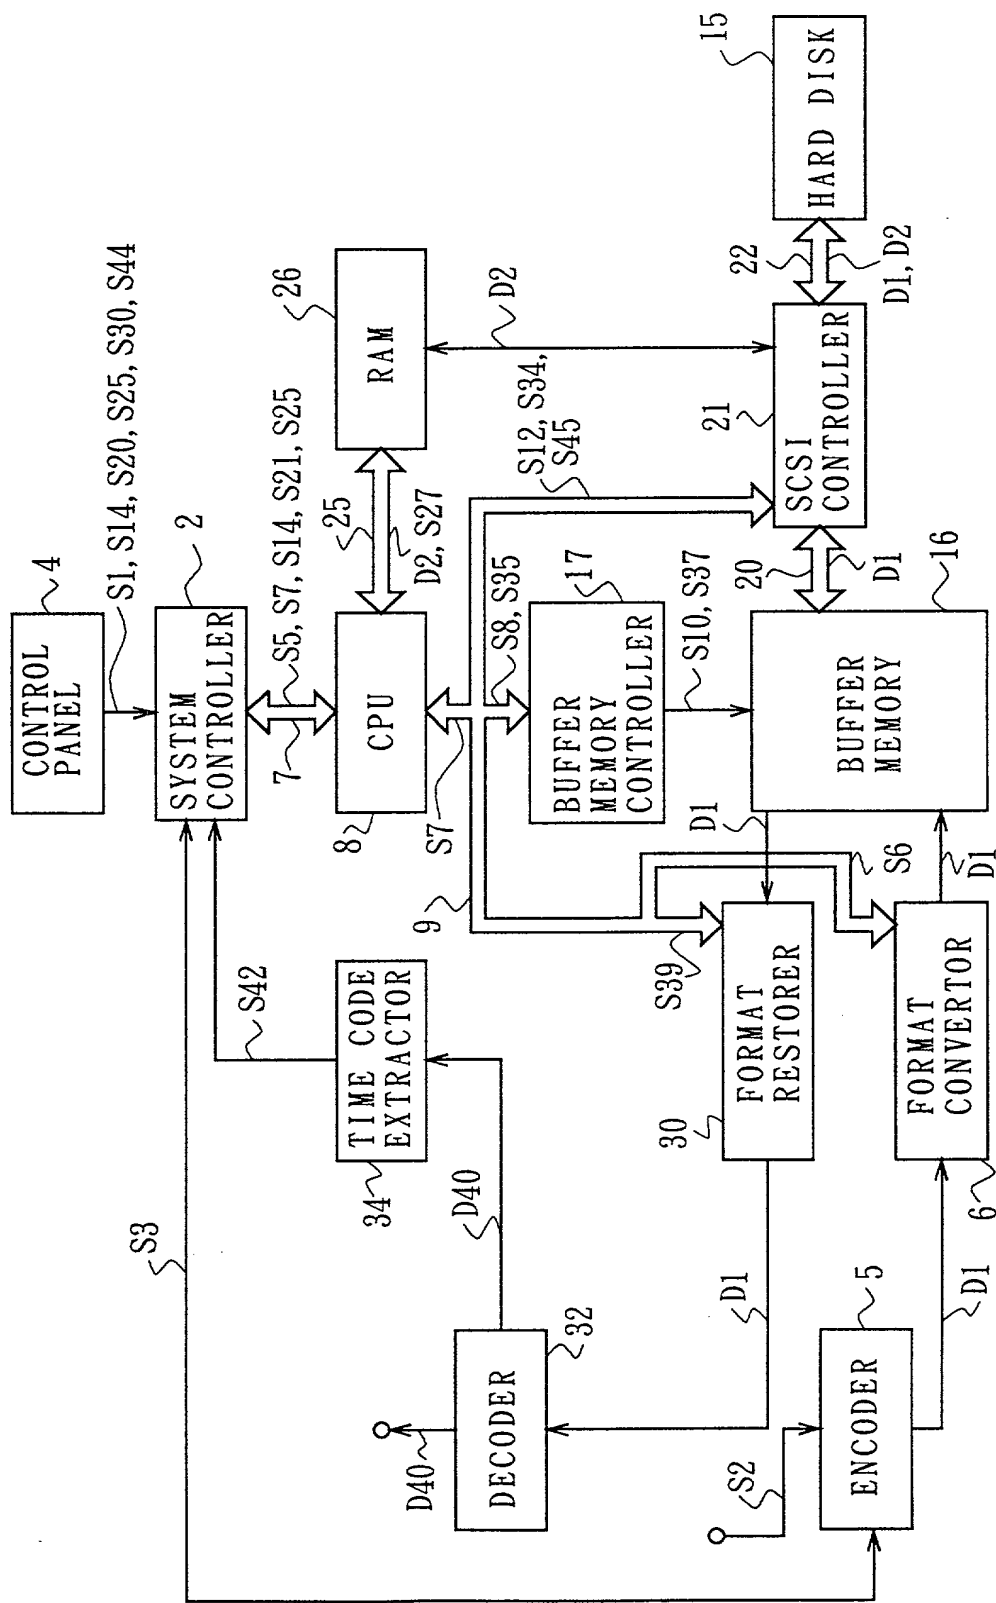 4
CONTROL
PANEL
S1, S14, S20, S25, S30, S44
2
SYSTEM
CONTROLLER
S3
S42
7
S5, S7, S14, S21, S25
8
CPU
25
D2, S27
26
RAM
D2
15
HARD DISK
22
D1, D2
21
SCSI
CONTROLLER
S12, S34,
S45
9
S7
S8, S35
17
BUFFER
MEMORY
CONTROLLER
S10, S37
20
D1
16
BUFFER
MEMORY
D1
S6
D1
S39
30
FORMAT
RESTORER
6
FORMAT
CONVERTOR
34
TIME CODE
EXTRACTOR
D40
32
DECODER
D40
D1
S2
5
ENCODER
D1